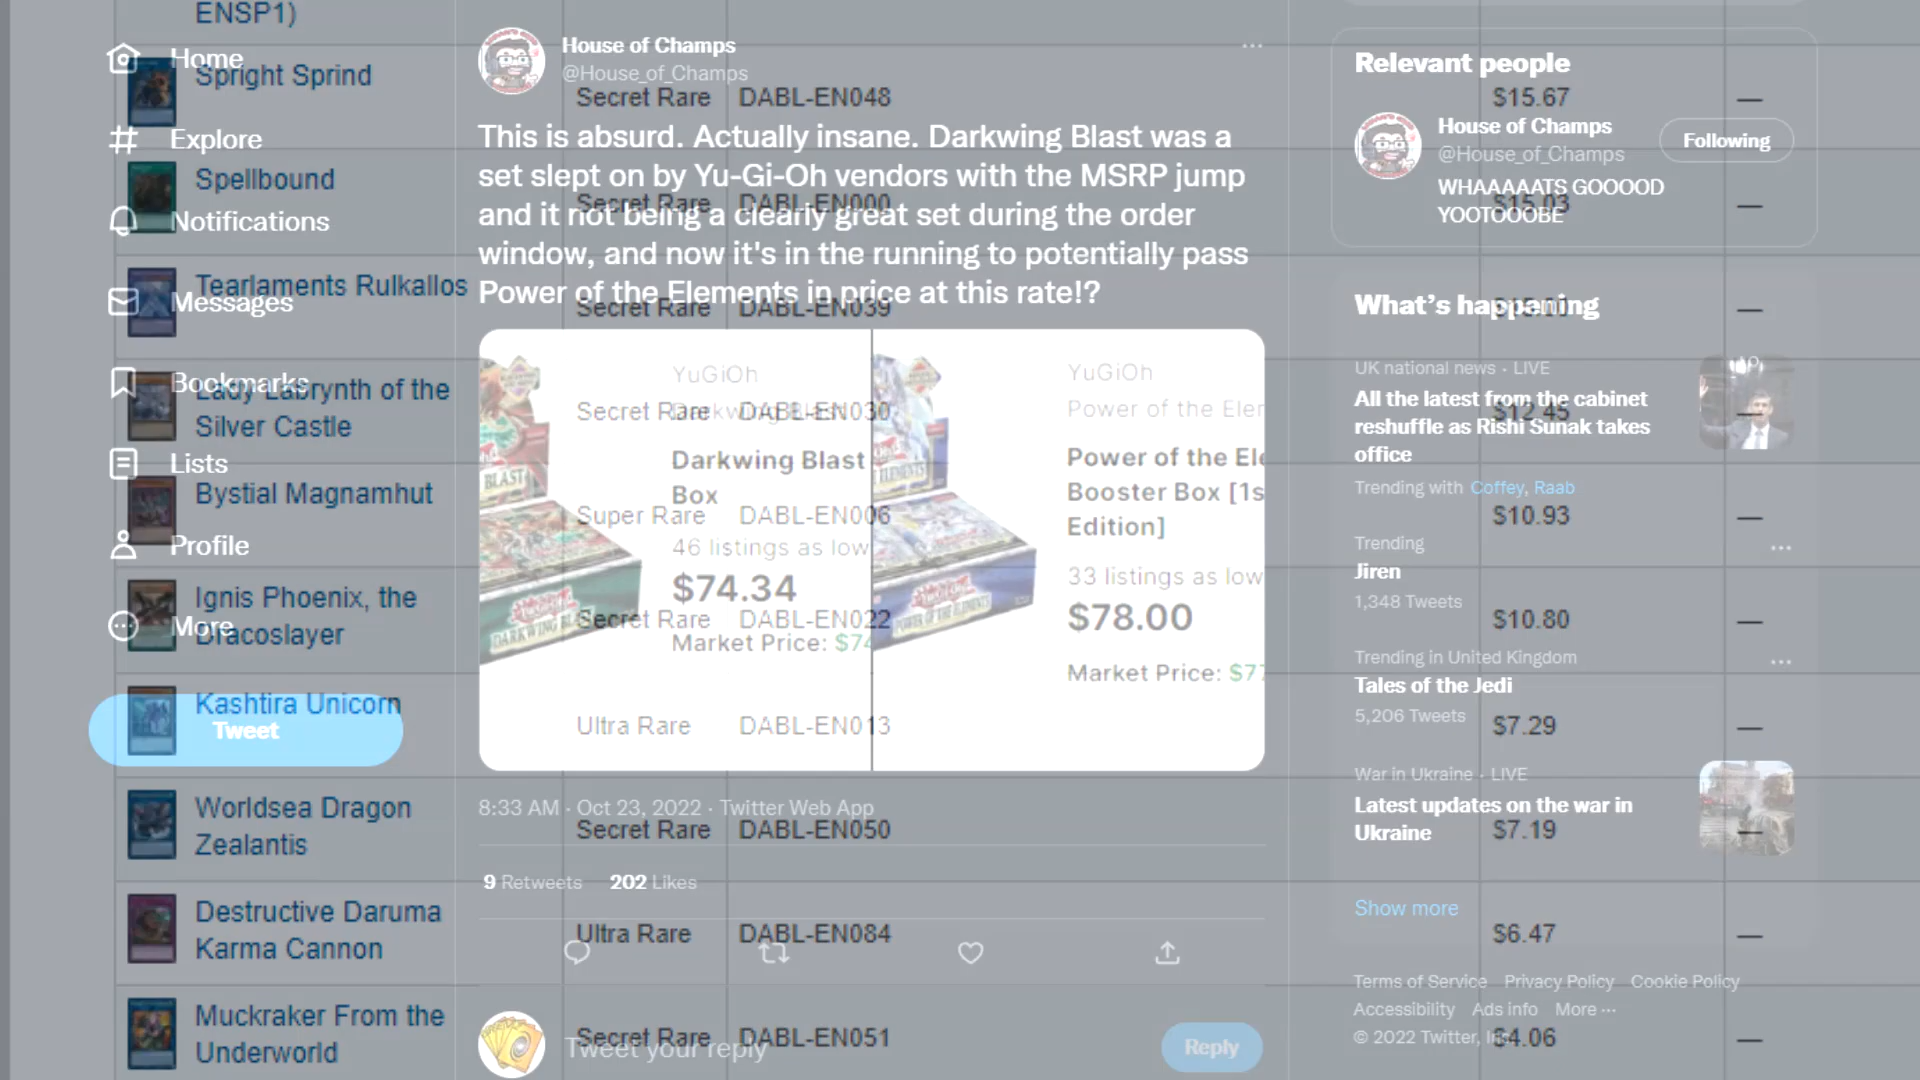 Home
Explore
Notifications
Messages
Bookmarks
Lists
Profile
More
Tweet
ENSP1)
Spright Sprind
Secret Rare DABL-EN048 $15.67 —
Spellbound
Secret Rare DABL-EN000 $15.03 —
Tearlaments Rulkallos
Secret Rare DABL-EN039 —
Lady Labrynth of the
Silver Castle
Secret Rare DABL-EN030 $12.45 —
Bystial Magnamhut
Super Rare DABL-EN006 $10.93 —
Ignis Phoenix, the
Dracoslayer
Secret Rare DABL-EN022 $10.80 —
Kashtira Unicorn
Ultra Rare DABL-EN013 $7.29 —
Worldsea Dragon
Zealantis
Secret Rare DABL-EN050 $7.19 —
Destructive Daruma
Karma Cannon
Ultra Rare DABL-EN084 $6.47 —
Muckraker From the
Underworld
Secret Rare DABL-EN051 $4.06 —
House of Champs
@House_of_Champs
This is absurd. Actually insane. Darkwing Blast was a
set slept on by Yu-Gi-Oh vendors with the MSRP jump
and it not being a clearly great set during the order
window, and now it's in the running to potentially pass
Power of the Elements in price at this rate!?
YuGiOh
Darkwing Blast
Darkwing Blast
Box
46 listings as low
$74.34
Market Price: $74
YuGiOh
Power of the Elem
Power of the Ele
Booster Box [1s
Edition]
33 listings as low
$78.00
Market Price: $77
8:33 AM · Oct 23, 2022 · Twitter Web App
9 Retweets 202 Likes
Tweet your reply
Reply
Relevant people
House of Champs
@House_of_Champs
Following
WHAAAAATS GOOOOD
YOOTOOOBE
What's happening
UK national news · LIVE
All the latest from the cabinet
reshuffle as Rishi Sunak takes
office
Trending with Coffey, Raab
Trending
Jiren
1,348 Tweets
Trending in United Kingdom
Tales of the Jedi
5,206 Tweets
War in Ukraine · LIVE
Latest updates on the war in
Ukraine
Show more
Terms of Service Privacy Policy Cookie Policy
Accessibility Ads info More ···
© 2022 Twitter, Inc.